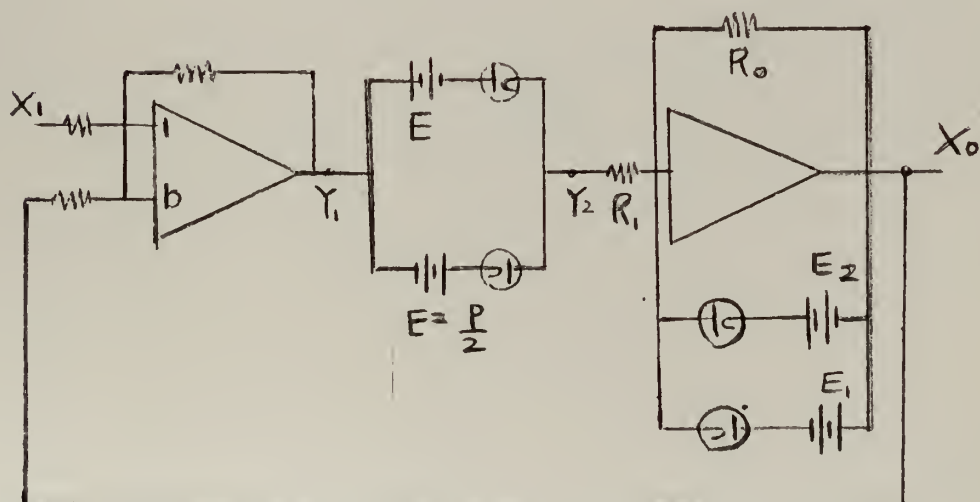 X₁
1
b
Y₁
E
E = P/2
Y₂
R₁
R₀
X₀
E₂
E₁